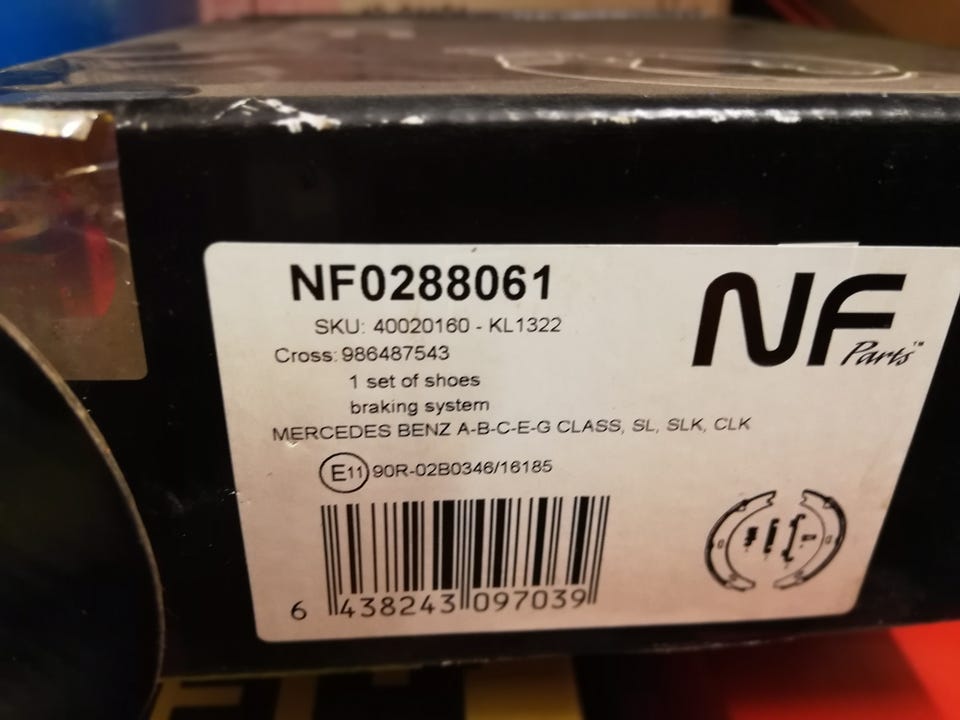 NF0288061
SKU: 40020160 - KL1322
Cross: 986487543
1 set of shoes
braking system
MERCEDES BENZ A-B-C-E-G CLASS, SL, SLK, CLK
E11 90R-02B0346/16185
6 438243 097039
NF
Parts™